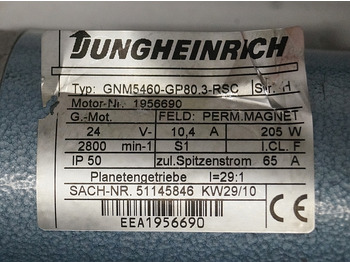 JUNGHEINRICH
Typ: GNM5460-GP80.3-RSC Str. H
Motor-Nr. 1956690
G.-Mot. FELD: PERM.MAGNET
24 V- 10,4 A 205 W
2800 min-1 S1 I.CL. F
IP 50 zul.Spitzenstrom 65 A
Planetengetriebe I=29:1
SACH-NR. 51145846 KW29/10
EEA1956690